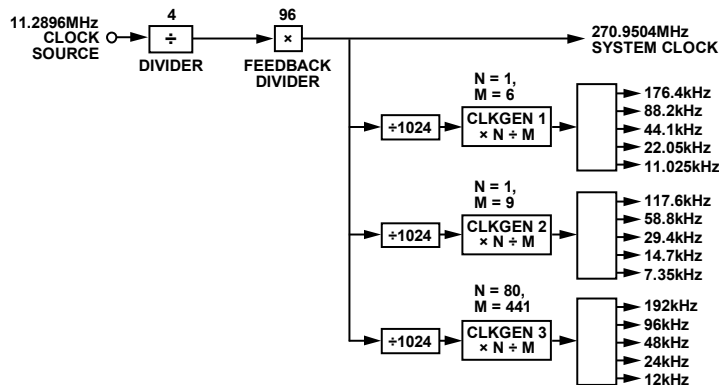 11.2896MHz
CLOCK
SOURCE
4
÷
DIVIDER
96
×
FEEDBACK
DIVIDER
270.9504MHz
SYSTEM CLOCK
N = 1,
M = 6
÷1024
CLKGEN 1
× N ÷ M
176.4kHz
88.2kHz
44.1kHz
22.05kHz
11.025kHz
N = 1,
M = 9
÷1024
CLKGEN 2
× N ÷ M
117.6kHz
58.8kHz
29.4kHz
14.7kHz
7.35kHz
N = 80,
M = 441
÷1024
CLKGEN 3
× N ÷ M
192kHz
96kHz
48kHz
24kHz
12kHz